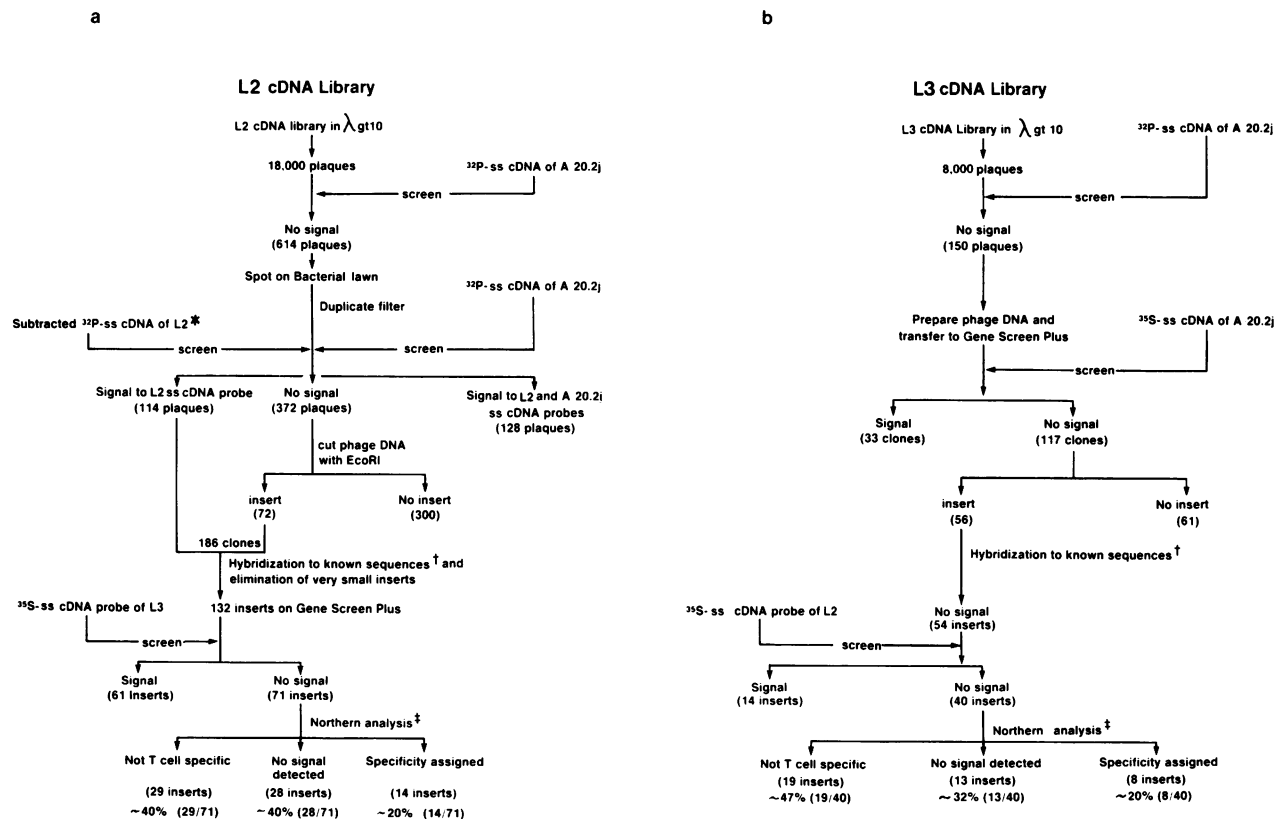 a
L2 cDNA Library
L2 cDNA library in λ gt10
18,000 plaques
³²P-ss cDNA of A 20.2j
screen
No signal
(614 plaques)
Spot on Bacterial lawn
³²P-ss cDNA of A 20.2j
Duplicate filter
Subtracted ³²P-ss cDNA of L2*
screen
screen
Signal to L2 ss cDNA probe
(114 plaques)
No signal
(372 plaques)
Signal to L2 and A 20.2j
ss cDNA probes
(128 plaques)
cut phage DNA
with EcoRI
insert
(72)
No insert
(300)
186 clones
Hybridization to known sequences† and
elimination of very small inserts
³⁵S-ss cDNA probe of L3
132 inserts on Gene Screen Plus
screen
Signal
(61 Inserts)
No signal
(71 inserts)
Northern analysis‡
Not T cell specific
(29 inserts)
~40% (29/71)
No signal
detected
(28 inserts)
~40% (28/71)
Specificity assigned
(14 inserts)
~20% (14/71)
b
L3 cDNA Library
L3 cDNA Library in λ gt 10
³²P-ss cDNA of A 20.2j
8,000 plaques
screen
No signal
(150 plaques)
Prepare phage DNA and
transfer to Gene Screen Plus
³⁵S-ss cDNA of A 20.2j
screen
Signal
(33 clones)
No signal
(117 clones)
insert
(56)
No insert
(61)
Hybridization to known sequences†
³⁵S-ss cDNA probe of L2
No signal
(54 inserts)
screen
Signal
(14 inserts)
No signal
(40 inserts)
Northern analysis‡
Not T cell specific
(19 inserts)
~47% (19/40)
No signal detected
(13 inserts)
~32% (13/40)
Specificity assigned
(8 inserts)
~20% (8/40)